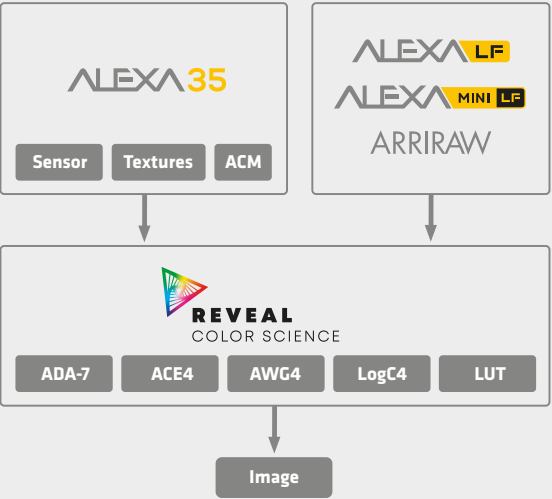 ALEXA 35
Sensor
Textures
ACM
ALEXA LF
ALEXA MINI LF
ARRIRAW
REVEAL
COLOR SCIENCE
ADA-7
ACE4
AWG4
LogC4
LUT
Image